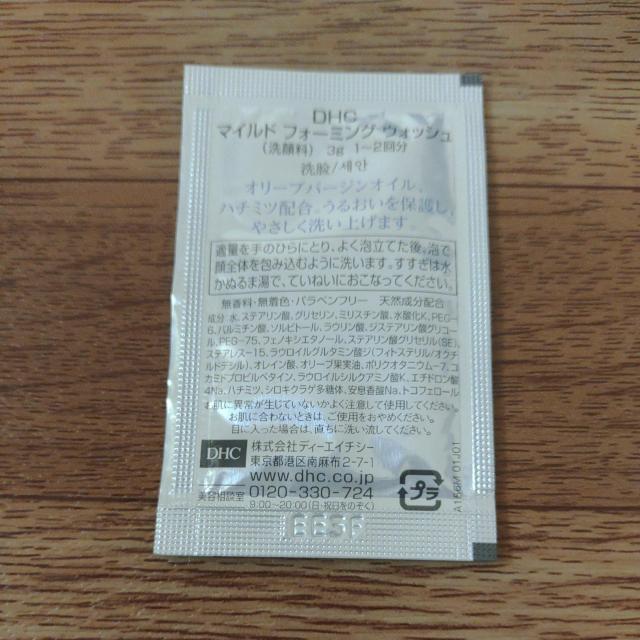 DHC
マイルド フォーミング ウォッシュ
(洗顔料) 3g 1~2回分
洗脸/세안
オリーブバージンオイル、
ハチミツ配合。うるおいを保護し、
やさしく洗い上げます。
適量を手のひらにとり、よく泡立てた後、泡で
顔全体を包み込むように洗います。すすぎは水
かぬるま湯で、ていねいにおこなってください。
無香料・無着色・パラベンフリー 天然成分配合
成分:水、ステアリン酸、グリセリン、ミリスチン酸、水酸化K、PEG-
6、パルミチン酸、ソルビトール、ラウリン酸、ジステアリン酸グリコー
ル、PEG-75、フェノキシエタノール、ステアリン酸グリセリル(SE)、
ステアレス-15、ラウロイルグルタミン酸ジ(フィトステリル/オクチ
ルドデシル)、オレイン酸、オリーブ果実油、ポリクオタニウム-7、コ
カミドプロピルベタイン、ラウロイルシルクアミノ酸K、エチドロン酸
4Na、ハチミツ、シロキクラゲ多糖体、安息香酸Na、トコフェロール
お肌に異常が生じていないかよく注意して使用してください。
お肌に合わないときは、ご使用をおやめください。
目に入った場合は、直ちに洗い流してください。
DHC 株式会社ディーエイチシー
東京都港区南麻布2-7-1
www.dhc.co.jp
美容相談室 0120-330-724
9:00~20:00(日・祝日をのぞく)
プラ
A156M 01J01